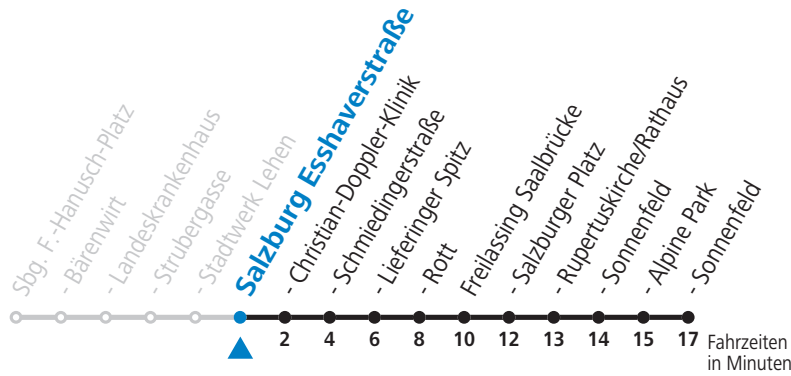 Sbg. F.-Hanusch-Platz
- Bärenwirt
- Landeskrankenhaus
- Strubergasse
- Stadtwerk Lehen
Salzburg Esshaverstraße
- Christian-Doppler-Klinik
- Schmiedingerstraße
- Lieferinger Spitz
- Rott
Freilassing Saalbrücke
- Salzburger Platz
- Rupertuskirche/Rathaus
- Sonnenfeld
- Alpine Park
- Sonnenfeld
2 4 6 8 10 12 13 14 15 17 Fahrzeiten
in Minuten